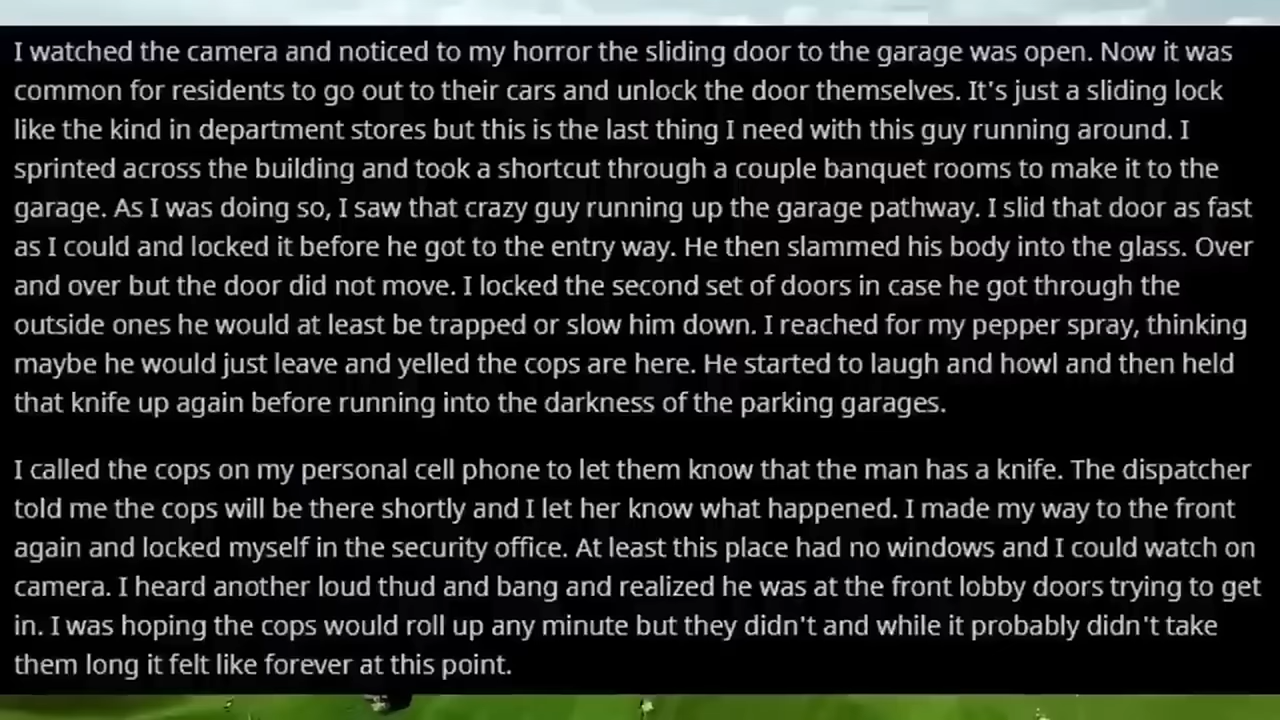 I watched the camera and noticed to my horror the sliding door to the garage was open. Now it was
common for residents to go out to their cars and unlock the door themselves. It's just a sliding lock
like the kind in department stores but this is the last thing I need with this guy running around. I
sprinted across the building and took a shortcut through a couple banquet rooms to make it to the
garage. As I was doing so, I saw that crazy guy running up the garage pathway. I slid that door as fast
as I could and locked it before he got to the entry way. He then slammed his body into the glass. Over
and over but the door did not move. I locked the second set of doors in case he got through the
outside ones he would at least be trapped or slow him down. I reached for my pepper spray, thinking
maybe he would just leave and yelled the cops are here. He started to laugh and howl and then held
that knife up again before running into the darkness of the parking garages.
I called the cops on my personal cell phone to let them know that the man has a knife. The dispatcher
told me the cops will be there shortly and I let her know what happened. I made my way to the front
again and locked myself in the security office. At least this place had no windows and I could watch on
camera. I heard another loud thud and bang and realized he was at the front lobby doors trying to get
in. I was hoping the cops would roll up any minute but they didn't and while it probably didn't take
them long it felt like forever at this point.